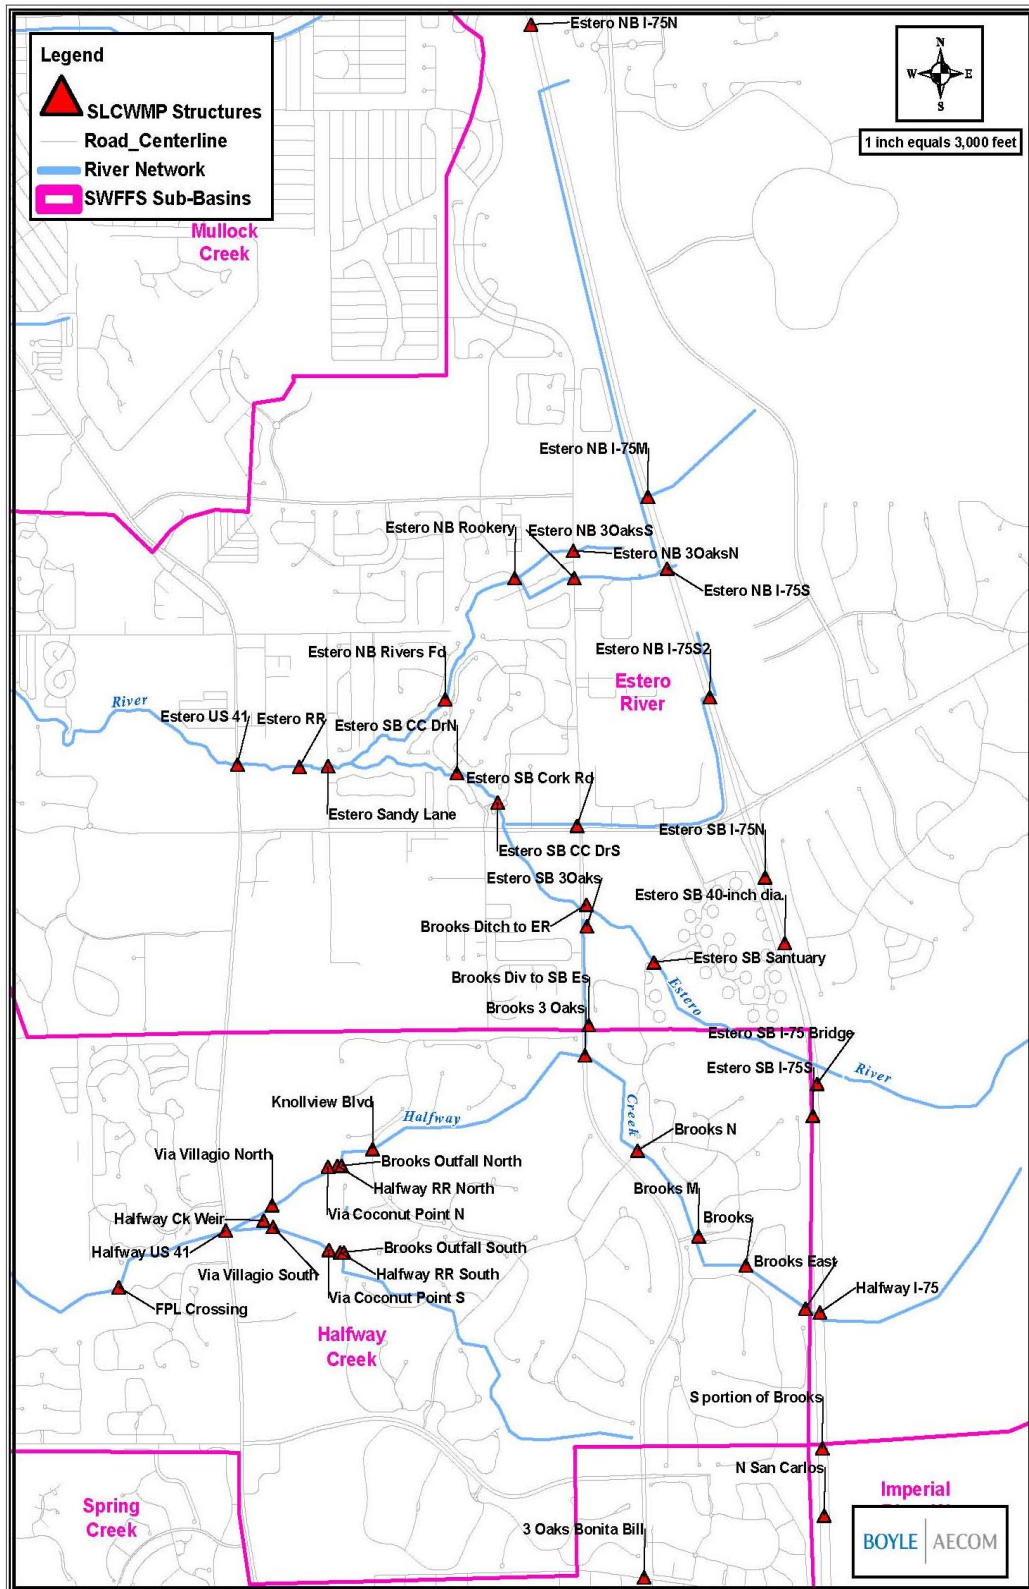 Estero NB I-75N
Legend
SLCWMP Structures
Road_Centerline
River Network
SWFFS Sub-Basins
N
W
E
S
1 inch equals 3,000 feet
Mullock
Creek
Estero NB I-75M
Estero NB Rookery
Estero NB 3OaksS
Estero NB 3OaksN
Estero NB I-75S
Estero NB Rivers Fo
Estero NB I-75S2
Estero
River
River
Estero US 41
Estero RR
Estero SB CC DrN
Estero SB Cork Rd
Estero Sandy Lane
Estero SB I-75N
Estero SB CC DrS
Estero SB 3Oaks
Estero SB 40-inch dia.
Brooks Ditch to ER
Estero SB Santuary
Brooks Div to SB Es
Estero
Brooks 3 Oaks
Estero SB I-75 Bridge
Estero SB I-75S
River
Knollview Blvd
Halfway
Creek
Brooks N
Via Villagio North
Brooks Outfall North
Halfway RR North
Brooks M
Via Coconut Point N
Halfway Ck Weir
Brooks
Halfway US 41
Brooks Outfall South
Brooks East
Via Villagio South
Halfway RR South
Halfway I-75
Via Coconut Point S
FPL Crossing
Halfway
Creek
S portion of Brooks
N San Carlos
Imperial
Spring
Creek
3 Oaks Bonita Bill
BOYLE | AECOM